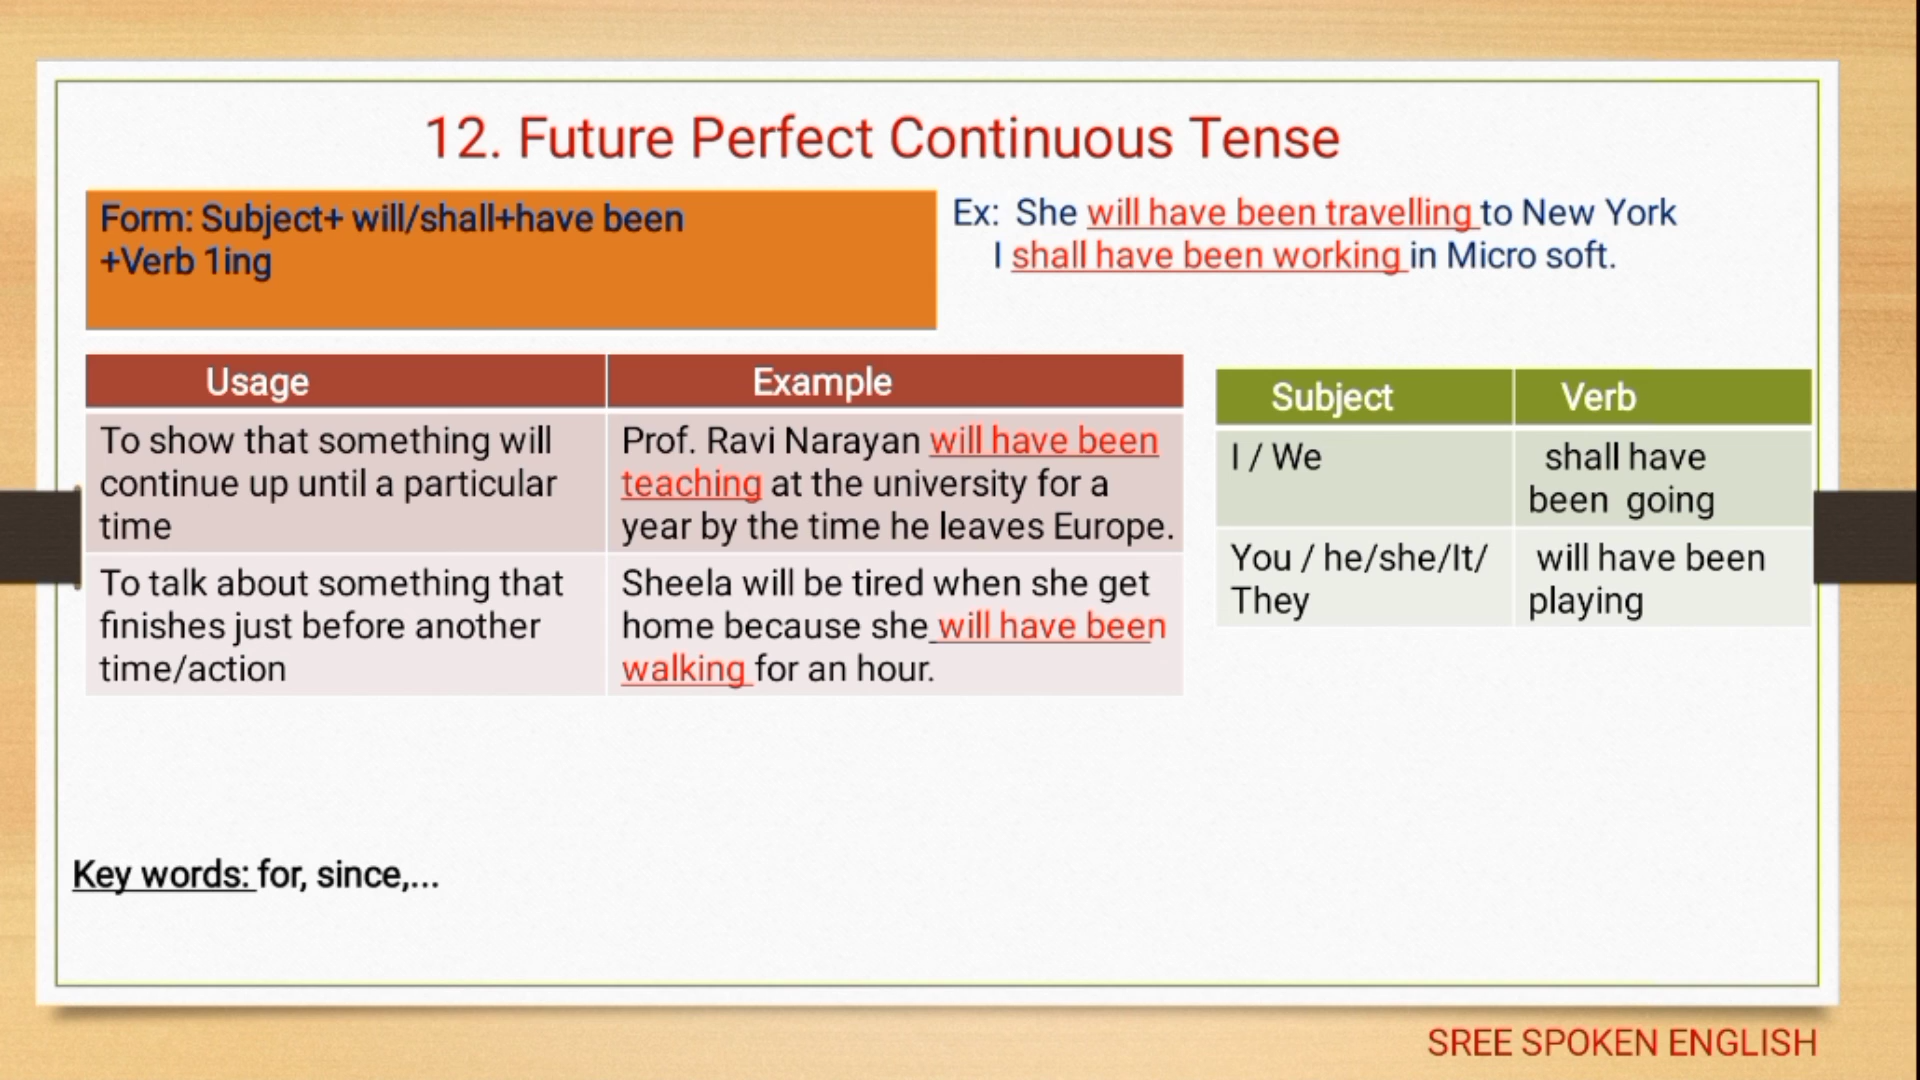 12. Future Perfect Continuous Tense
Form: Subject+ will/shall+have been
+Verb 1ing
Ex: She will have been travelling to New York
I shall have been working in Micro soft.
Usage
Example
To show that something will
continue up until a particular
time
Prof. Ravi Narayan will have been
teaching at the university for a
year by the time he leaves Europe.
To talk about something that
finishes just before another
time/action
Sheela will be tired when she get
home because she will have been
walking for an hour.
Subject
Verb
I / We
shall have
been going
You / he/she/It/
They
will have been
playing
Key words: for, since,...
SREE SPOKEN ENGLISH